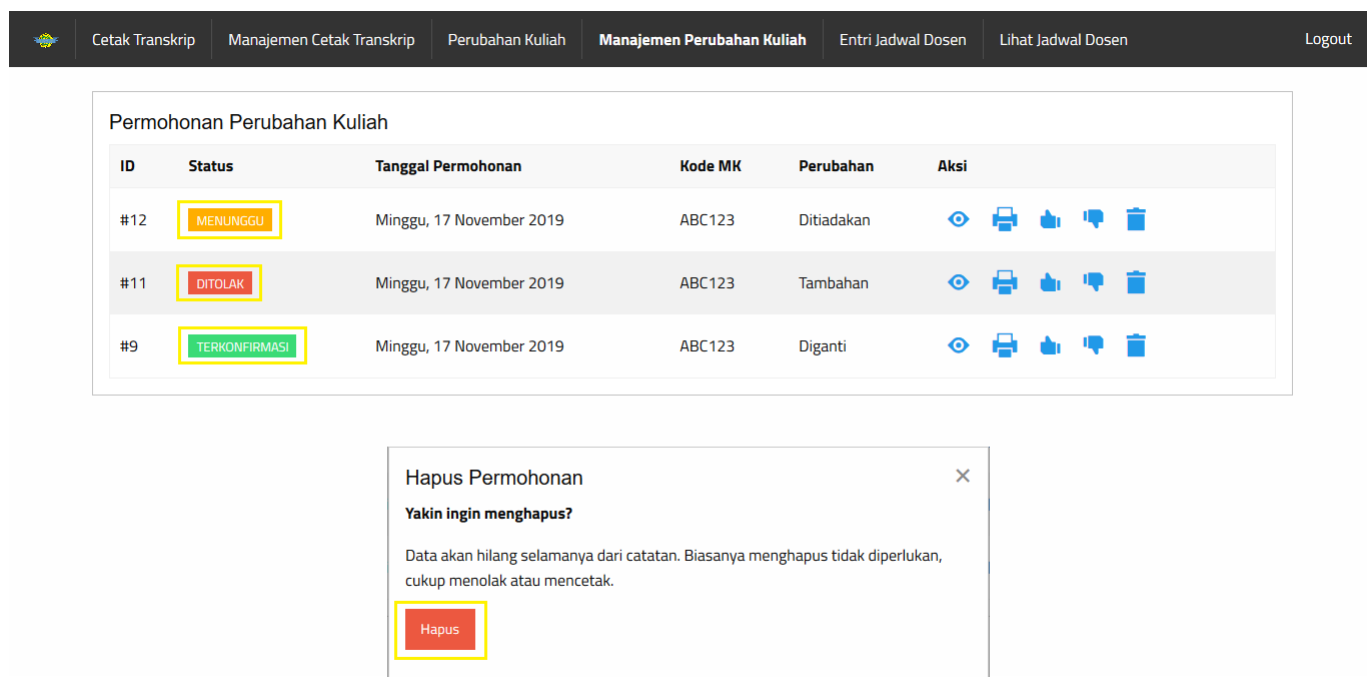 Cetak Transkrip Manajemen Cetak Transkrip Perubahan Kuliah Manajemen Perubahan Kuliah Entri Jadwal Dosen Lihat Jadwal Dosen Logout
Permohonan Perubahan Kuliah
ID Status Tanggal Permohonan Kode MK Perubahan Aksi
#12 MENUNGGU Minggu, 17 November 2019 ABC123 Ditiadakan
#11 DITOLAK Minggu, 17 November 2019 ABC123 Tambahan
#9 TERKONFIRMASI Minggu, 17 November 2019 ABC123 Diganti
Hapus Permohonan ×
Yakin ingin menghapus?
Data akan hilang selamanya dari catatan. Biasanya menghapus tidak diperlukan,
cukup menolak atau mencetak.
Hapus